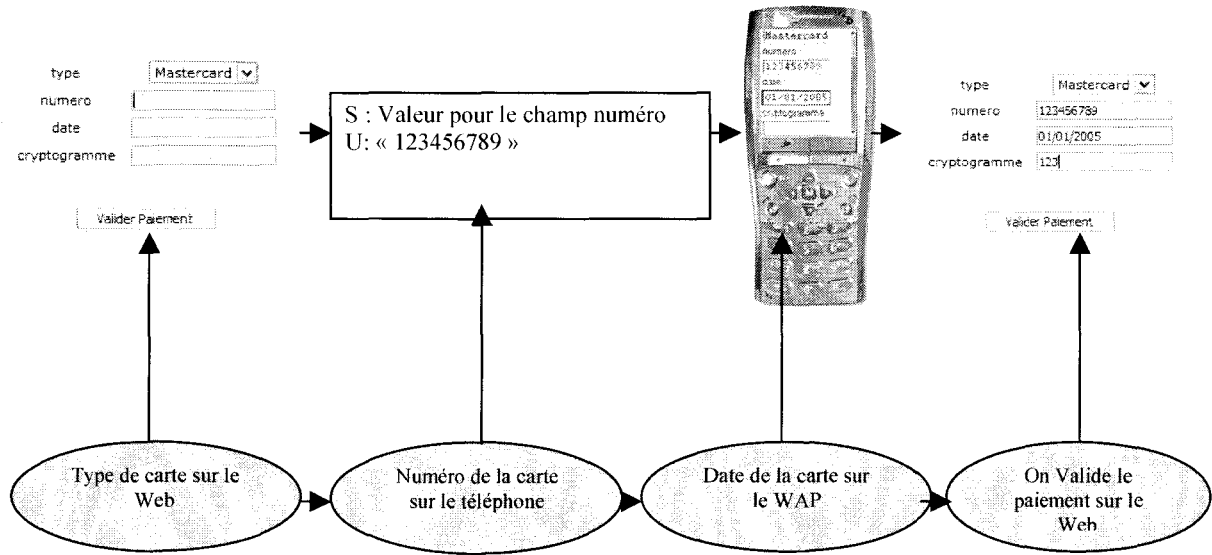 type Mastercard
numero
date
cryptogramme
Valider Paiement
S : Valeur pour le champ numéro
U: « 123456789 »
Mastercard
numero
123456789
date
01/01/2005
cryptogramme
type Mastercard
numero 123456789
date 01/01/2005
cryptogramme 123
Valider Paiement
Type de carte sur le
Web
Numéro de la carte
sur le téléphone
Date de la carte sur
le WAP
On Valide le
paiement sur le
Web